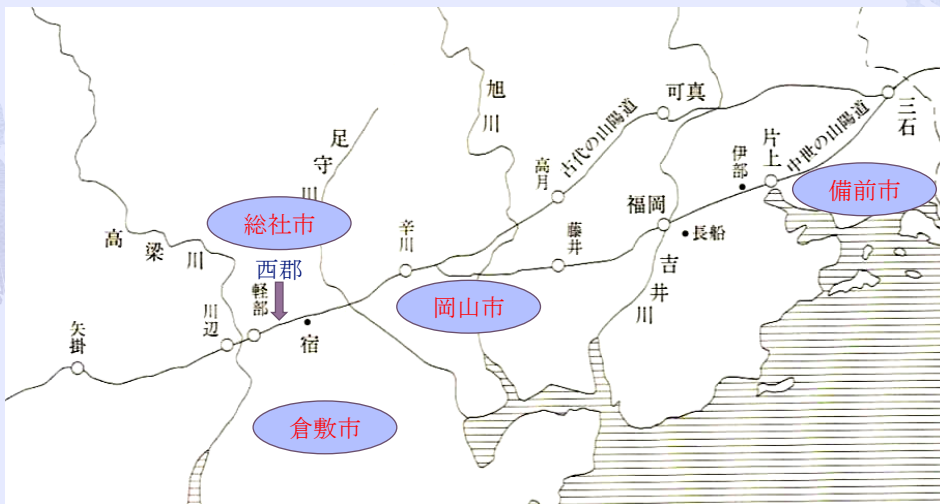 旭川
可真
三石
古代の山陽道
中世の山陽道
片上
伊部
備前市
足守川
高月
総社市
福岡
長船
高梁川
辛川
藤井
西郡
吉井川
岡山市
軽部
川辺
宿
矢掛
倉敷市